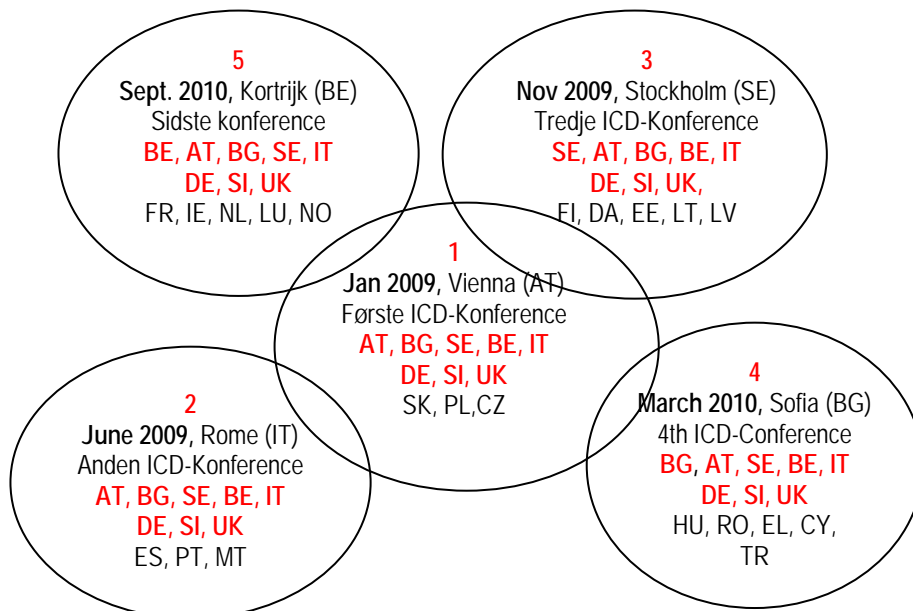 5
Sept. 2010, Kortrijk (BE)
Sidste konference
BE, AT, BG, SE, IT
DE, SI, UK
FR, IE, NL, LU, NO
3
Nov 2009, Stockholm (SE)
Tredje ICD-Konference
SE, AT, BG, BE, IT
DE, SI, UK,
FI, DA, EE, LT, LV
1
Jan 2009, Vienna (AT)
Første ICD-Konference
AT, BG, SE, BE, IT
DE, SI, UK
SK, PL,CZ
2
June 2009, Rome (IT)
Anden ICD-Konference
AT, BG, SE, BE, IT
DE, SI, UK
ES, PT, MT
4
March 2010, Sofia (BG)
4th ICD-Conference
BG, AT, SE, BE, IT
DE, SI, UK
HU, RO, EL, CY,
TR